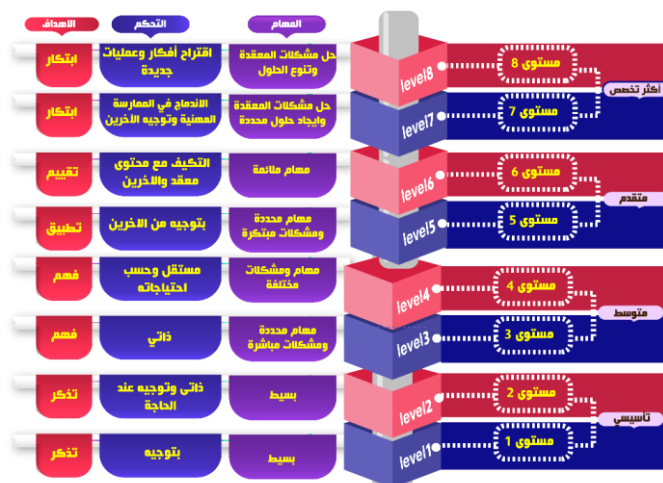 المهام
التحكم
الأهداف
أكثر تخصص
مستوى 8
level8
حل مشكلات المعقدة
وتنوع الحلول
اقتراح أفكار وعمليات
جديدة
ابتكار
مستوى 7
level7
حل مشكلات المعقدة
وايجاد حلول محددة
الاندماج في الممارسة
المهنية وتوجيه الأخرين
ابتكار
متقدم
مستوى 6
level6
مهام ملائمة
التكيف مع محتوى
معقد والآخرين
تقييم
مستوى 5
level5
مهام محددة
ومشكلات مبتكرة
بتوجيه من الاخرين
تطبيق
متوسط
مستوى 4
level4
مهام ومشكلات
مختلفة
مستقل وحسب
احتياجاته
فهم
مستوى 3
level3
مهام محددة
ومشكلات مباشرة
ذاتي
فهم
تأسيسي
مستوى 2
level2
بسيط
ذاتى وتوجيه عند
الحاجة
تذكر
مستوى 1
level1
بسيط
بتوجيه
تذكر